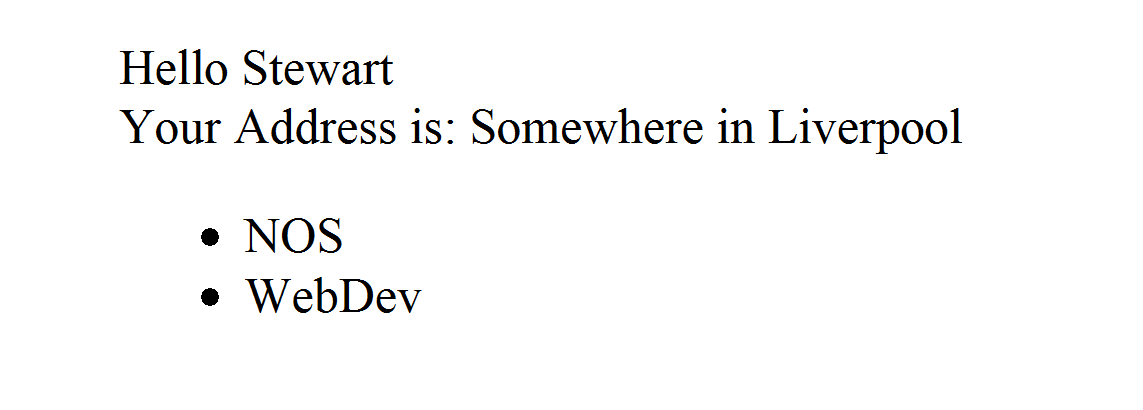 Hello Stewart
Your Address is: Somewhere in Liverpool
• NOS
• WebDev